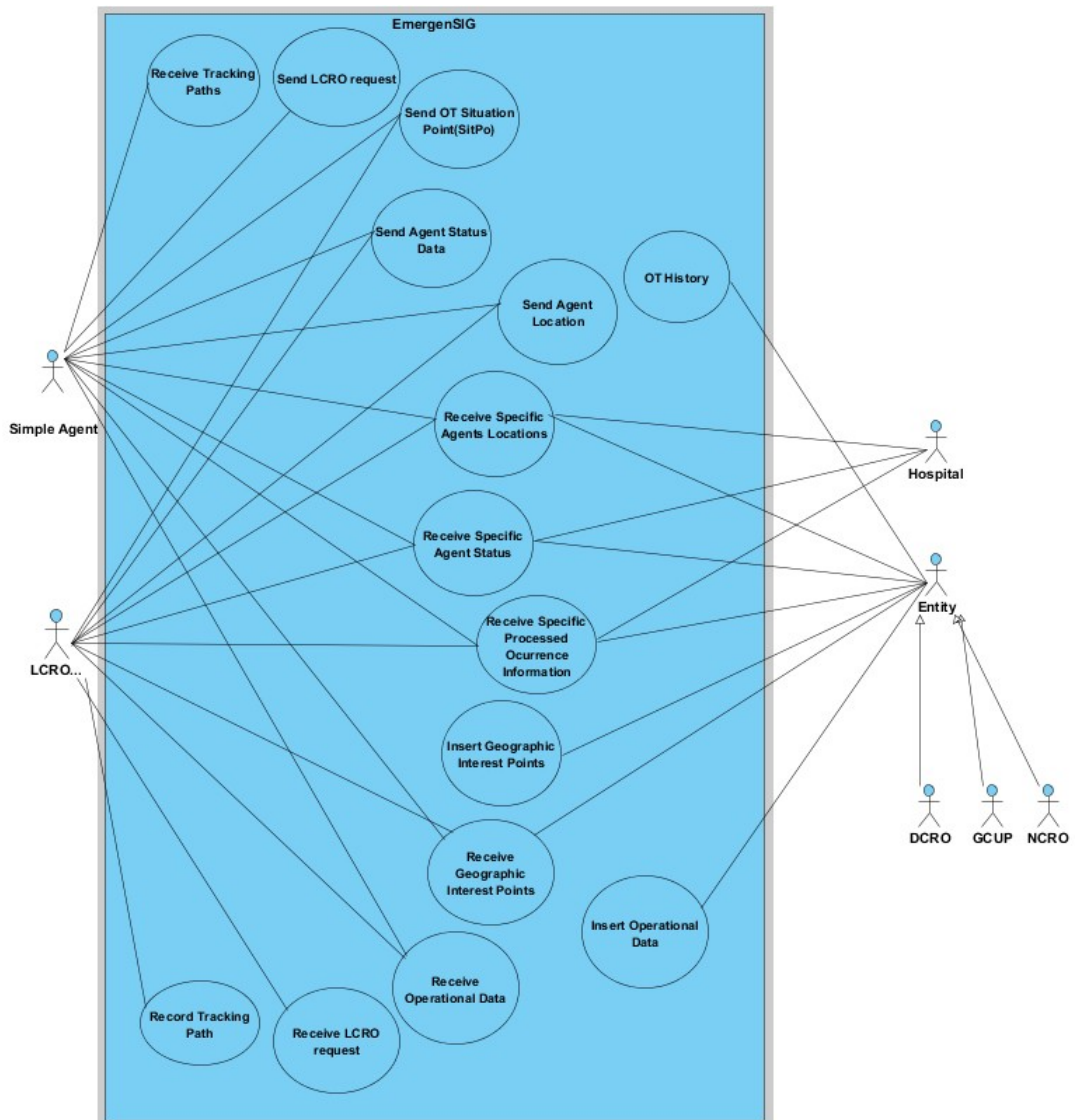 EmergenSIG
Receive Tracking
Paths
Send LCRO request
Send OT Situation
Point(SitPo)
Send Agent Status
Data
OT History
Send Agent
Location
Simple Agent
Receive Specific
Agents Locations
Hospital
Receive Specific
Agent Status
Entity
Receive Specific
Processed
Ocurrence
Information
LCRO...
Insert Geographic
Interest Points
DCRO
GCUP
NCRO
Receive
Geographic
Interest Points
Insert Operational
Data
Receive
Operational Data
Record Tracking
Path
Receive LCRO
request